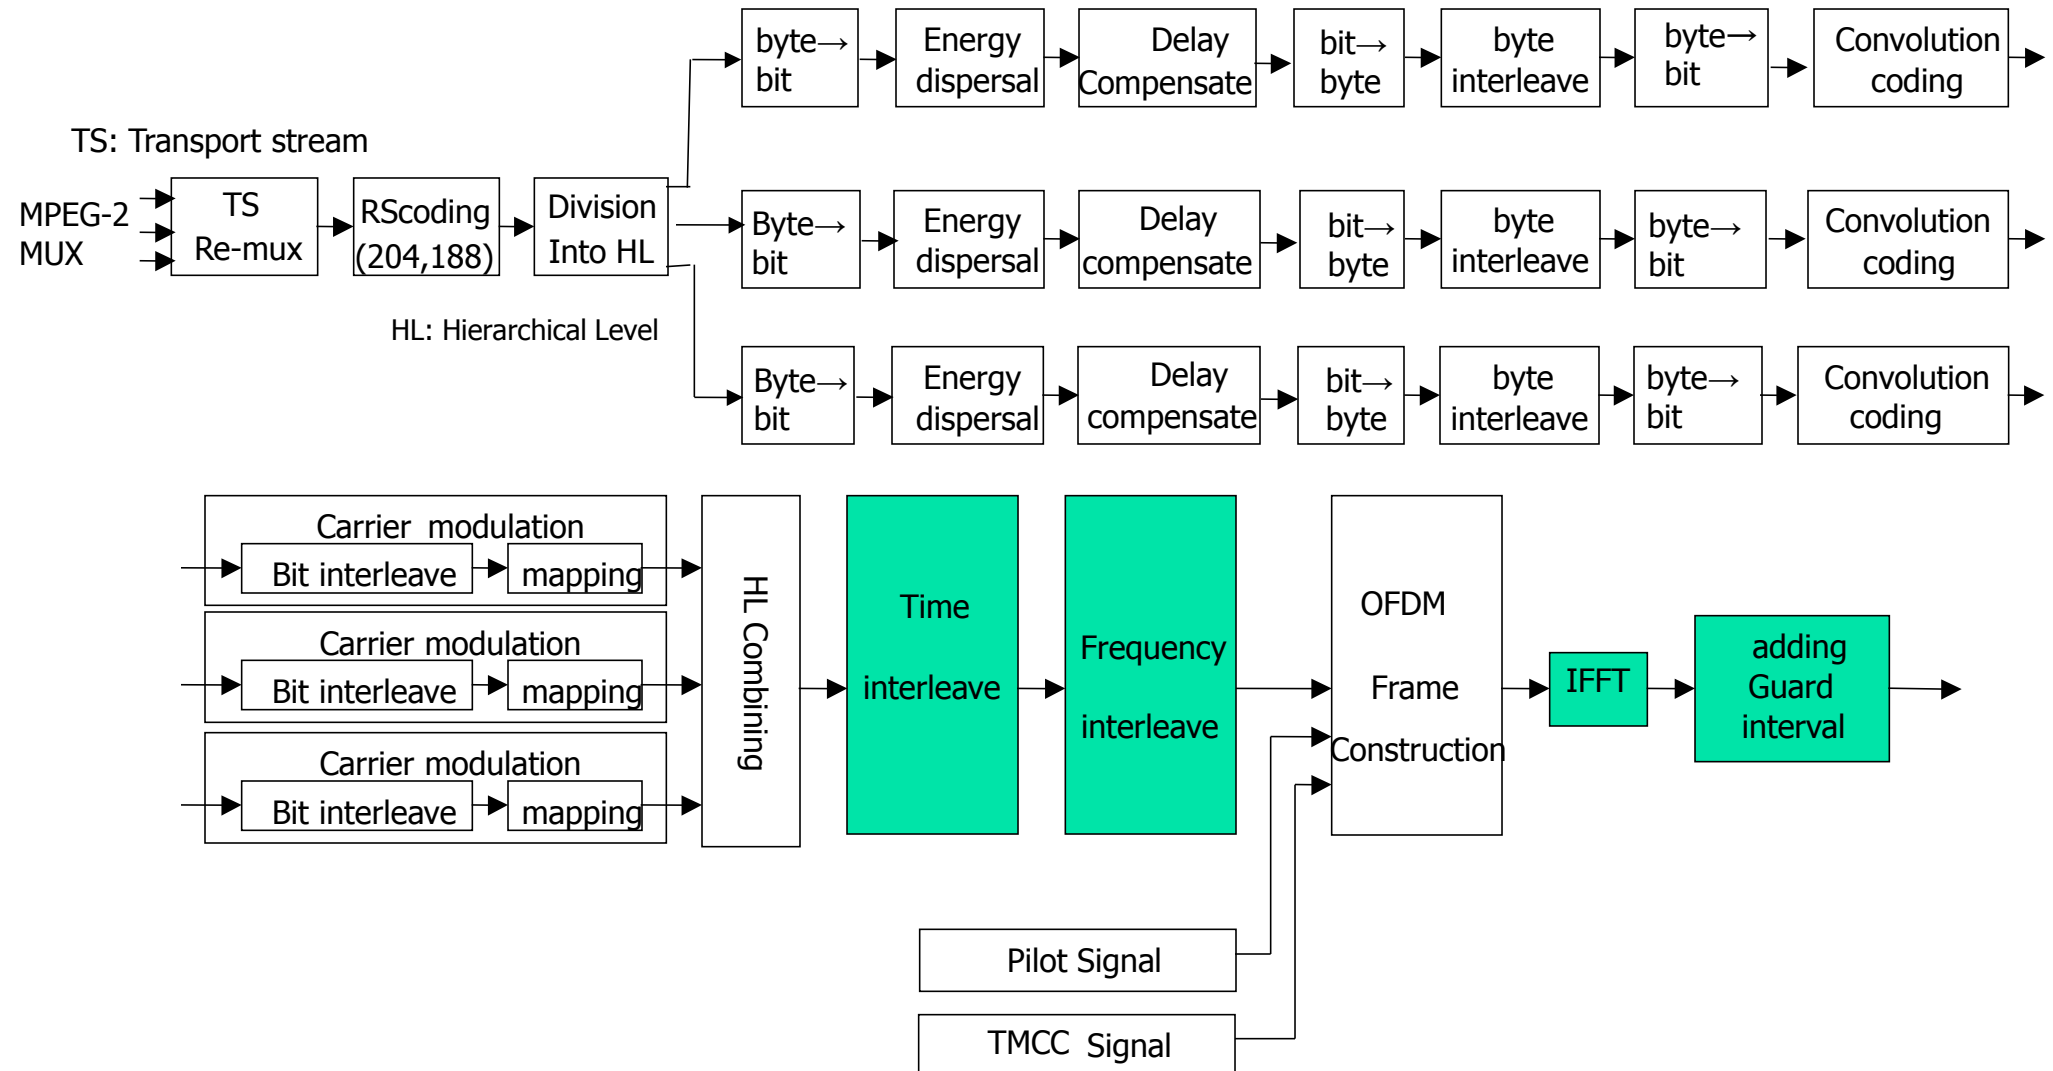 byte→
bit
Energy
dispersal
Delay
Compensate
bit→
byte
byte
interleave
byte→
bit
Convolution
coding
TS: Transport stream
MPEG-2
MUX
TS
Re-mux
RScoding
(204,188)
Division
Into HL
Byte→
bit
Energy
dispersal
Delay
compensate
bit→
byte
byte
interleave
byte→
bit
Convolution
coding
HL: Hierarchical Level
Byte→
bit
Energy
dispersal
Delay
compensate
bit→
byte
byte
interleave
byte→
bit
Convolution
coding
Carrier modulation
Bit interleave
mapping
Carrier modulation
Bit interleave
mapping
Carrier modulation
Bit interleave
mapping
HL Combining
Time
interleave
Frequency
interleave
OFDM
Frame
Construction
IFFT
adding
Guard
interval
Pilot Signal
TMCC Signal